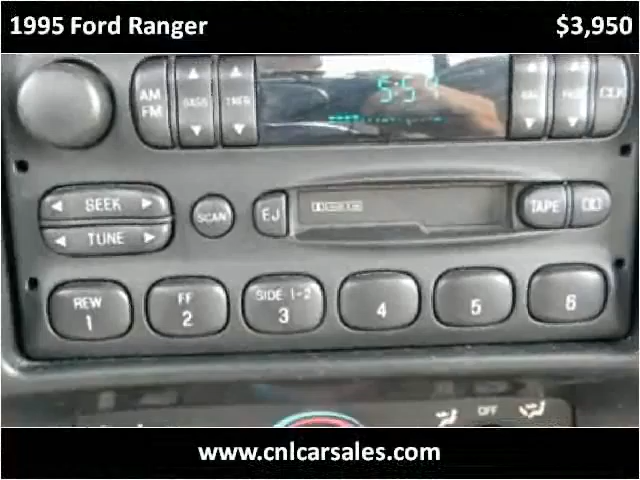 1995 Ford Ranger $3,950
AM BASS TREB BAL FADE CLK
FM
5:59
SEEK SCAN EJ TAPE
TUNE
REW FF SIDE 1-2
1 2 3 4 5 6
OFF
www.cnlcarsales.com